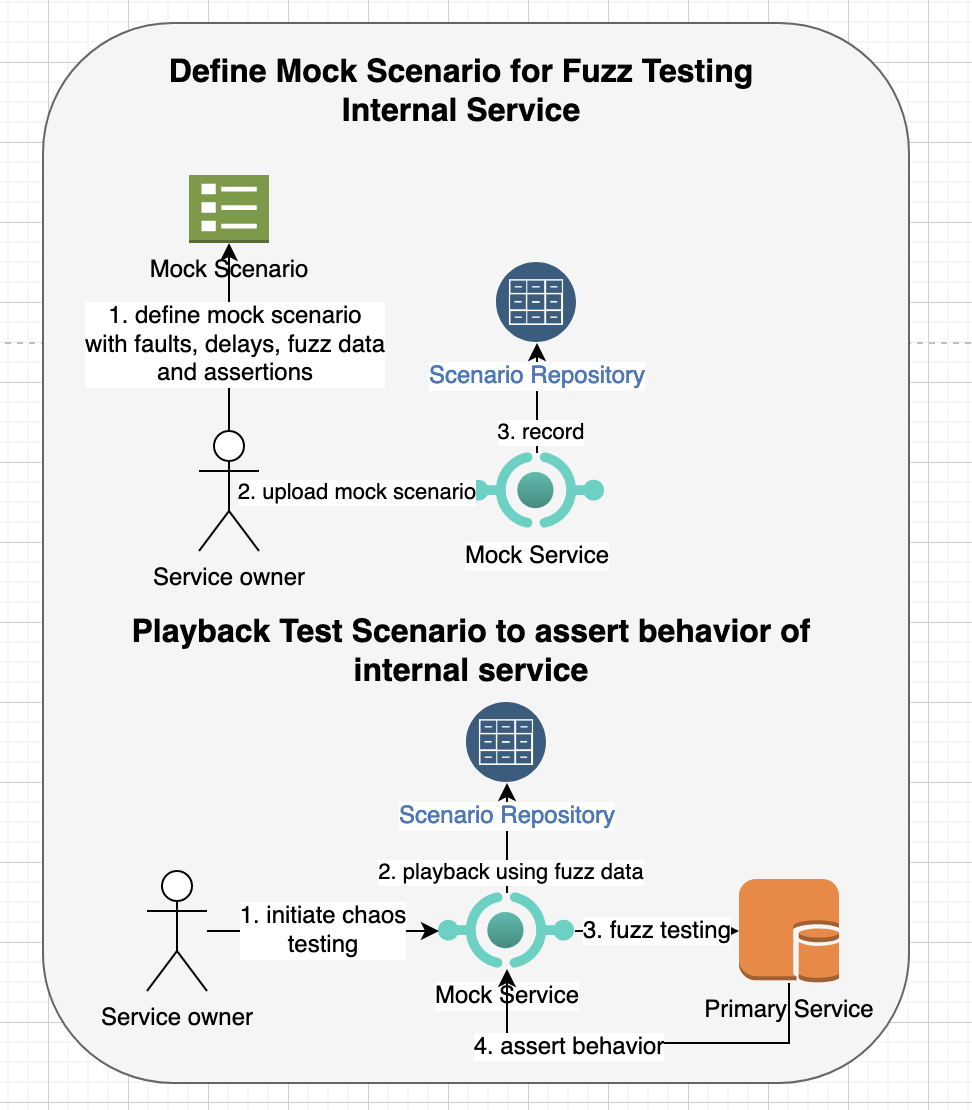 Define Mock Scenario for Fuzz Testing
Internal Service
Mock Scenario
1. define mock scenario
with faults, delays, fuzz data
and assertions
Scenario Repository
3. record
2. upload mock scenario
Mock Service
Service owner
Playback Test Scenario to assert behavior of
internal service
Scenario Repository
2. playback using fuzz data
1. initiate chaos
testing
3. fuzz testing
Mock Service
Primary Service
Service owner
4. assert behavior